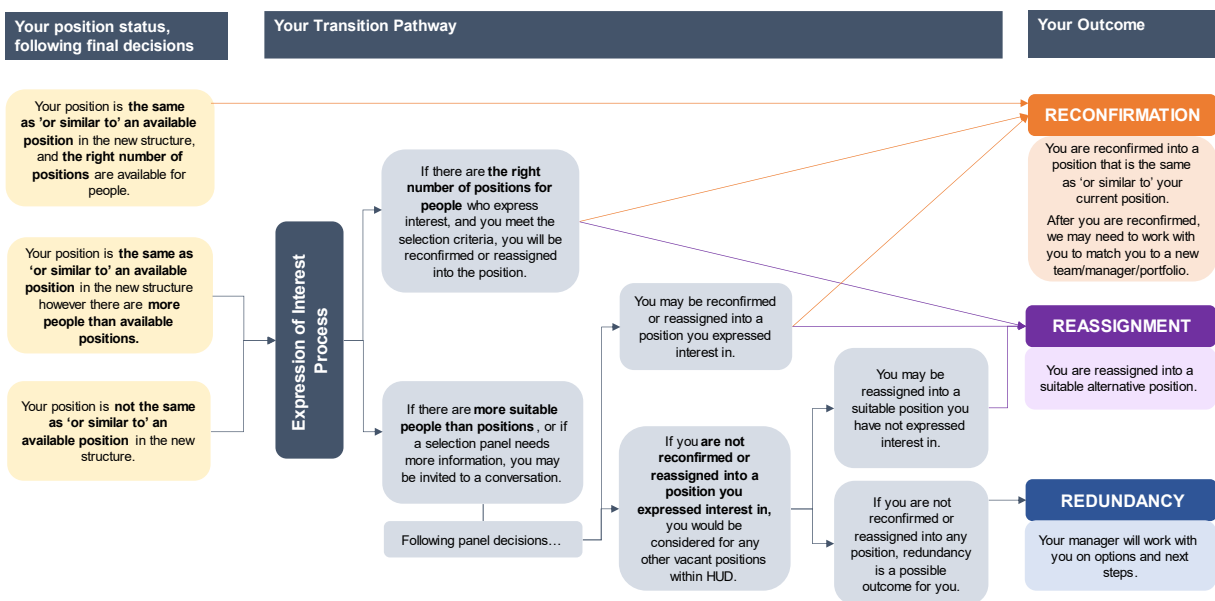 Your position status,
following final decisions
Your Transition Pathway
Your Outcome
Your position is the same
as ’or similar to’ an available
position in the new structure,
and the right number of
positions are available for
people.
Your position is the same as
‘or similar to’ an available
position in the new structure
however there are more
people than available
positions.
Your position is not the same
as ‘or similar to’ an
available position in the new
structure.
Expression of Interest
Process
If there are the right
number of positions for
people who express
interest, and you meet the
selection criteria, you will be
reconfirmed or reassigned
into the position.
If there are more suitable
people than positions , or if
a selection panel needs
more information, you may
be invited to a conversation.
Following panel decisions…
You may be reconfirmed
or reassigned into a
position you expressed
interest in.
If you are not
reconfirmed or
reassigned into a
position you
expressed interest in,
you would be
considered for any
other vacant positions
within HUD.
You may be
reassigned into a
suitable position you
have not expressed
interest in.
If you are not
reconfirmed or
reassigned into any
position, redundancy
is a possible
outcome for you.
RECONFIRMATION
You are reconfirmed into a
position that is the same
as ‘or similar to’ your
current position.
After you are reconfirmed,
we may need to work with
you to match you to a new
team/manager/portfolio.
REASSIGNMENT
You are reassigned into a
suitable alternative position.
REDUNDANCY
Your manager will work with
you on options and next
steps.